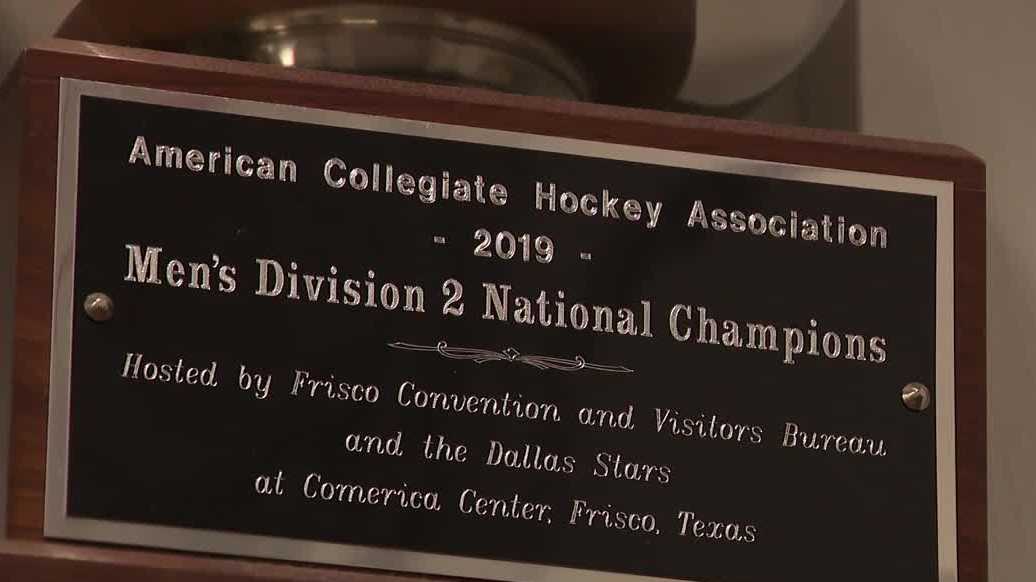 American Collegiate Hockey Association
- 2019 -
Men's Division 2 National Champions
Hosted by Frisco Convention and Visitors Bureau
and the Dallas Stars
at Comerica Center, Frisco, Texas